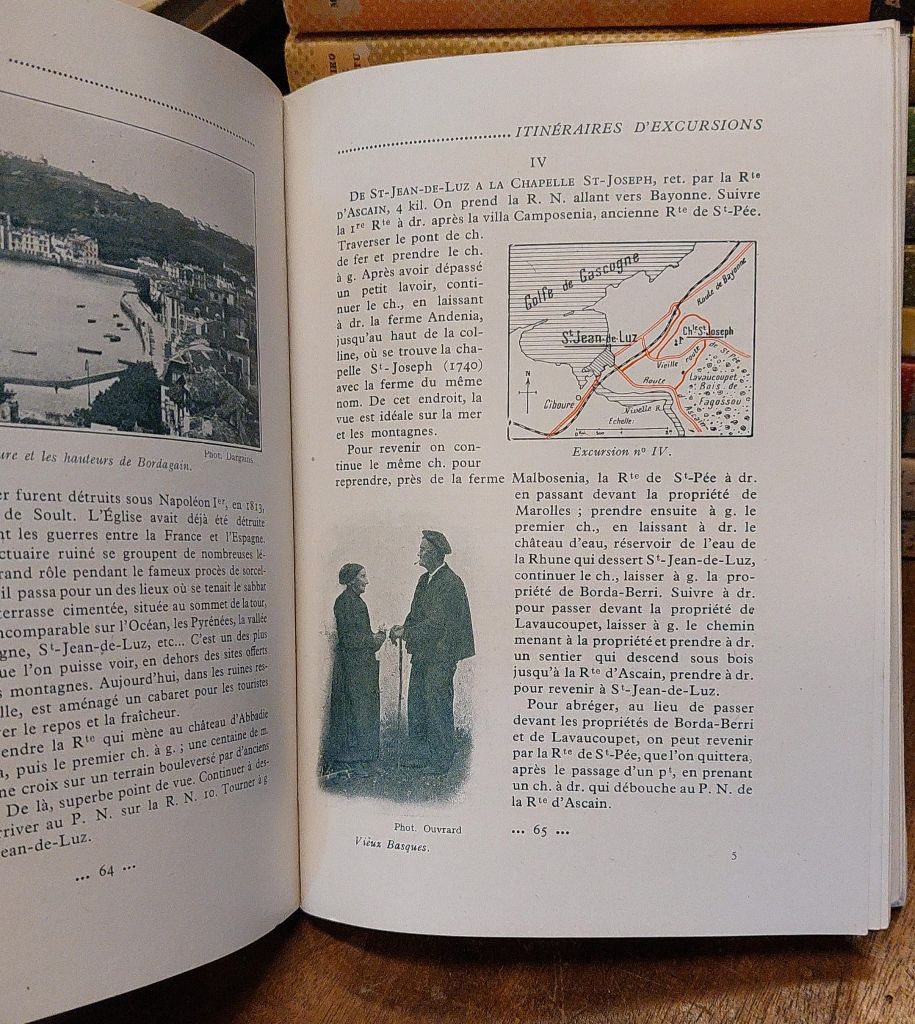 IKO
TU
ure et les hauteurs de Bordagain.
Phot. Dargains.
er furent détruits sous Napoléon Ier, en 1813,
de Soult. L'Église avait déjà été détruite
nt les guerres entre la France et l'Espagne.
ctuaire ruiné se groupent de nombreuses lé-
rand rôle pendant le fameux procès de sorcel-
il passa pour un des lieux où se tenait le sabbat
terrasse cimentée, située au sommet de la tour,
ncomparable sur l'Océan, les Pyrénées, la vallée
gne, St-Jean-de-Luz, etc... C'est un des plus
ue l'on puisse voir, en dehors des sites offerts
s montagnes. Aujourd'hui, dans les ruines res-
lle, est aménagé un cabaret pour les touristes
rer le repos et la fraîcheur.
endre la Rte qui mène au château d'Abbadie
a, puis le premier ch. à g. ; une centaine de m.
ne croix sur un terrain bouleversé par d'anciens
De là, superbe point de vue. Continuer à des-
rriver au P. N. sur la R. N. 10. Tourner à g
ean-de-Luz.
... 64 ...
ITINÉRAIRES D'EXCURSIONS
IV
DE ST-JEAN-DE-LUZ A LA CHAPELLE ST-JOSEPH, ret. par la Rte
D'ASCAIN, 4 kil. On prend la R. N. allant vers Bayonne. Suivre
la 1re Rte à dr. après la villa Camposenia, ancienne Rte de St-Pée.
Traverser le pont de ch.
de fer et prendre le ch.
à g. Après avoir dépassé
un petit lavoir, conti-
nuer le ch., en laissant
à dr. la ferme Andenia,
jusqu'au haut de la col-
line, où se trouve la cha-
pelle St-Joseph (1740)
avec la ferme du même
nom. De cet endroit, la
vue est idéale sur la mer
et les montagnes.
Pour revenir on con-
tinue le même ch. pour
reprendre, près de la ferme Malbosenia, la Rte de St-Pée à dr.
en passant devant la propriété de
Marolles ; prendre ensuite à g. le
premier ch., en laissant à dr. le
château d'eau, réservoir de l'eau de
la Rhune qui dessert St-Jean-de-Luz,
continuer le ch., laisser à g. la pro-
priété de Borda-Berri. Suivre à dr.
pour passer devant la propriété de
Lavaucoupet, laisser à g. le chemin
menant à la propriété et prendre à dr.
un sentier qui descend sous bois
jusqu'à la Rte d'Ascain, prendre à dr.
pour revenir à St-Jean-de-Luz.
Pour abréger, au lieu de passer
devant les propriétés de Borda-Berri
et de Lavaucoupet, on peut revenir
par la Rte de St-Pée, que l'on quittera,
après le passage d'un pt, en prenant
un ch. à dr. qui débouche au P. N. de
la Rte d'Ascain.
Golfe de Gascogne
Route de Bayonne
St Jean-de-Luz
Chle St Joseph
Vieille route de St Pée
Lavaucoupet
Bois de
Fagossou
Route
Ascain
Nivelle R.
Ciboure
N
Echelle:
Excursion no IV.
Phot. Ouvrard
Vieux Basques.
... 65 ...
5